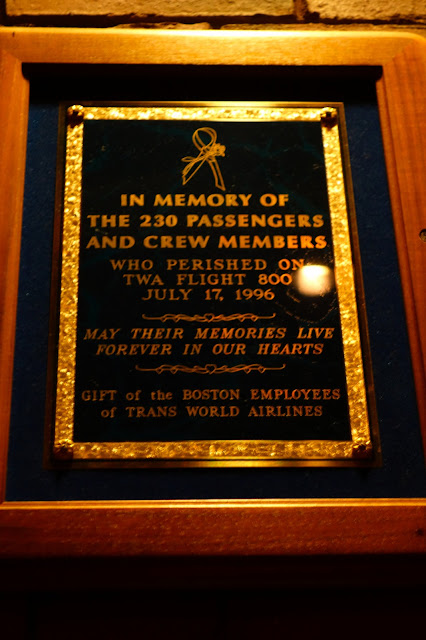 IN MEMORY OF
THE 230 PASSENGERS
AND CREW MEMBERS
WHO PERISHED ON
TWA FLIGHT 800
JULY 17, 1996
MAY THEIR MEMORIES LIVE
FOREVER IN OUR HEARTS
GIFT of the BOSTON EMPLOYEES
of TRANS WORLD AIRLINES